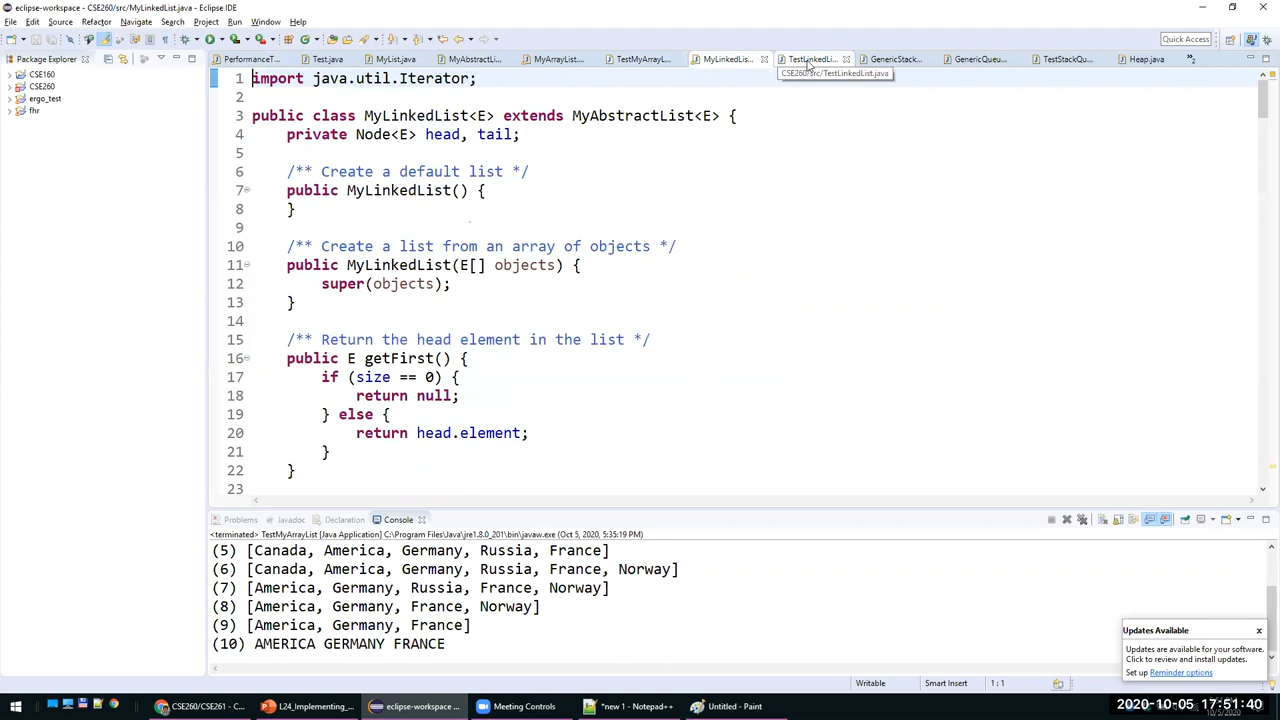 eclipse-workspace - CSE260/src/MyLinkedList.java - Eclipse IDE
File Edit Source Refactor Navigate Search Project Run Window Help
Quick Access
Package Explorer
PerformanceT... Test.java MyList.java MyAbstractLi... MyArrayList.... TestMyArrayL... MyLinkedLis... TestLinkedLi... GenericStack... GenericQueu... TestStackQu... Heap.java
CSE260/src/TestLinkedList.java
CSE160
CSE260
ergo_test
fhr
1 import java.util.Iterator;
2
3 public class MyLinkedList<E> extends MyAbstractList<E> {
4 private Node<E> head, tail;
5
6 /** Create a default list */
7 public MyLinkedList() {
8 }
9
10 /** Create a list from an array of objects */
11 public MyLinkedList(E[] objects) {
12 super(objects);
13 }
14
15 /** Return the head element in the list */
16 public E getFirst() {
17 if (size == 0) {
18 return null;
19 } else {
20 return head.element;
21 }
22 }
23
Problems Javadoc Declaration Console
<terminated> TestMyArrayList [Java Application] C:\Program Files\Java\jre1.8.0_201\bin\javaw.exe (Oct 5, 2020, 5:35:19 PM)
(5) [Canada, America, Germany, Russia, France]
(6) [Canada, America, Germany, Russia, France, Norway]
(7) [America, Germany, Russia, France, Norway]
(8) [America, Germany, France, Norway]
(9) [America, Germany, France]
(10) AMERICA GERMANY FRANCE
Updates Available
Updates are available for your software.
Click to review and install updates.
Set up Reminder options
Writable Smart Insert 1 : 1
CSE260/CSE261 - C... L24_Implementing_... eclipse-workspace ... Meeting Controls *new 1 - Notepad++ Untitled - Paint
2020-10-05 17:51:40
10/5/2020